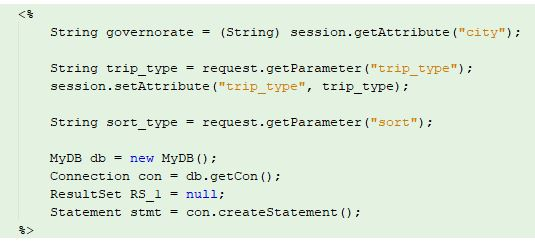 <%
String governorate = (String) session.getAttribute("city");
String trip_type = request.getParameter("trip_type");
session.setAttribute("trip_type", trip_type);
String sort_type = request.getParameter("sort");
MyDB db = new MyDB();
Connection con = db.getCon();
ResultSet RS_1 = null;
Statement stmt = con.createStatement();
%>